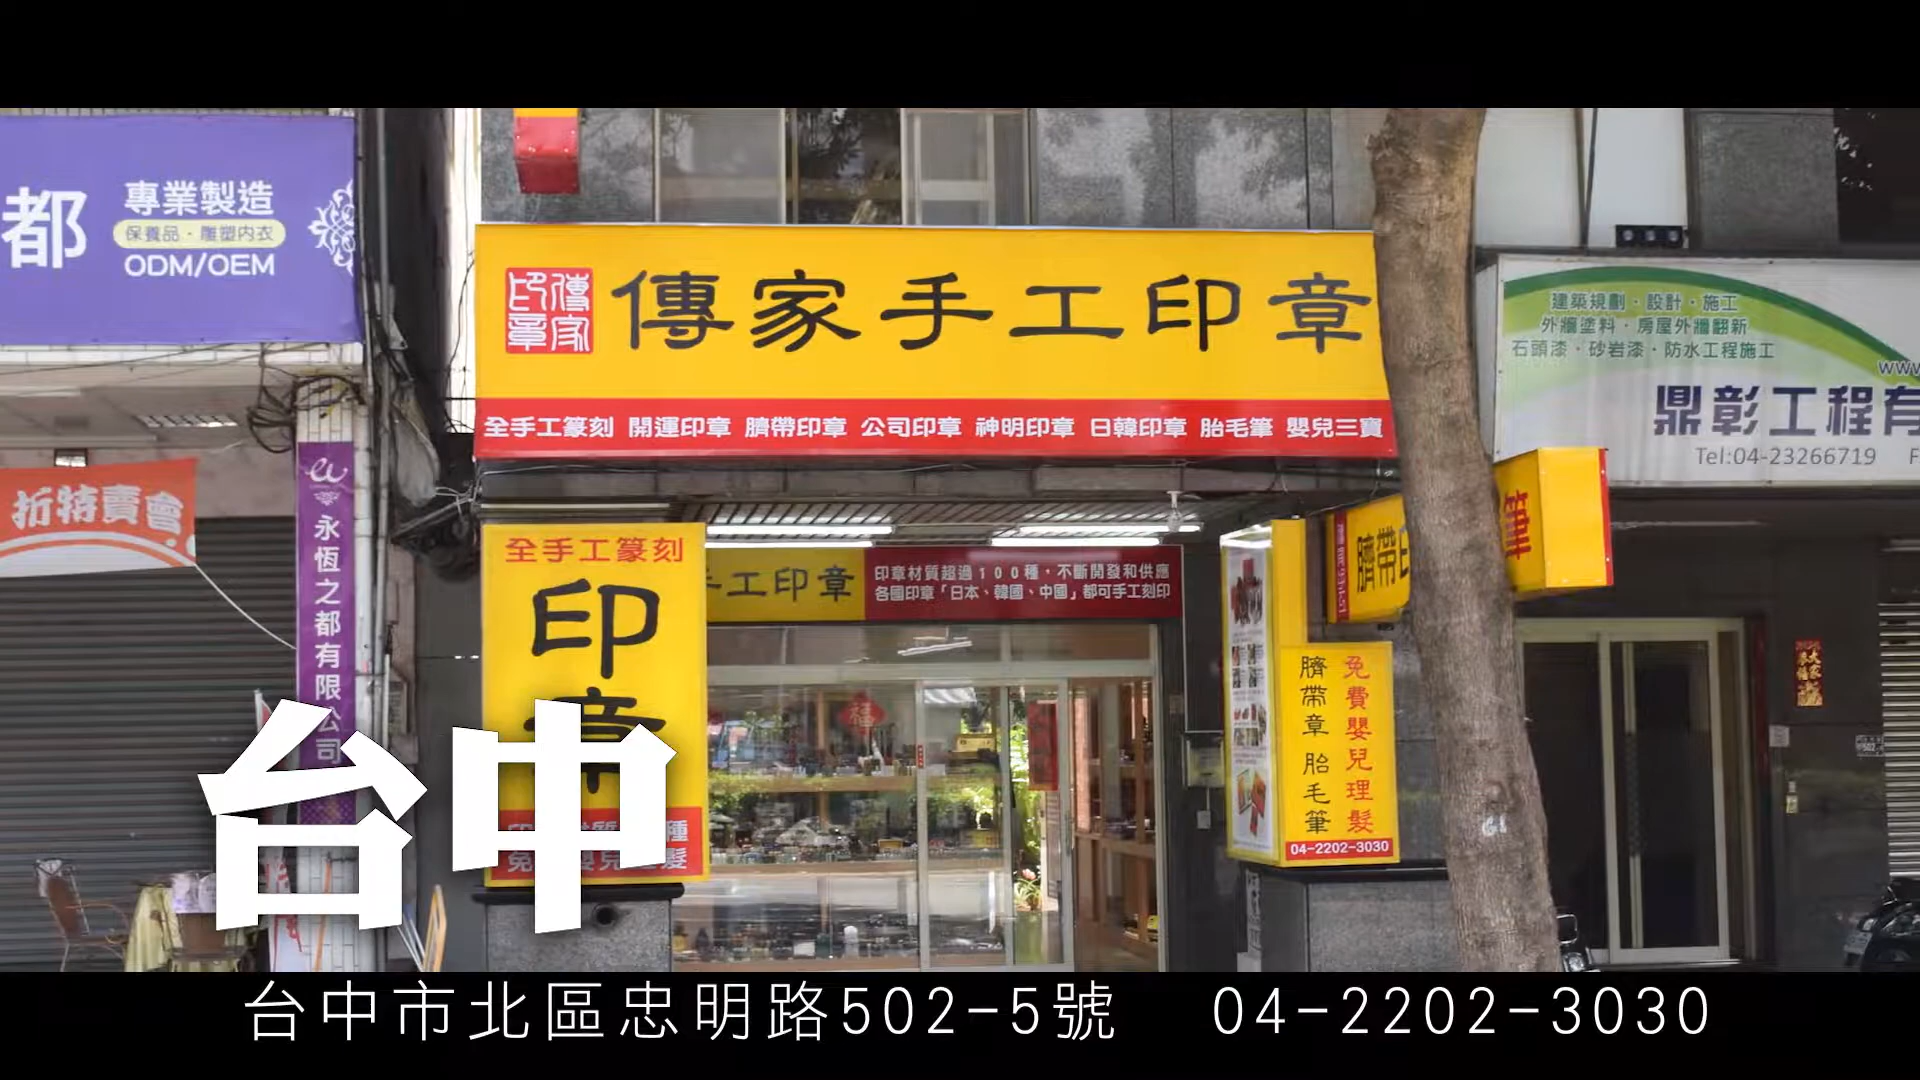 都
專業製造
保養品・雕塑內衣
ODM/OEM
折特賣會
永恆之都有限公司
傳家印章
傳家手工印章
全手工篆刻 開運印章 臍帶印章 公司印章 神明印章 日韓印章 胎毛筆 嬰兒三寶
全手工篆刻
印章
手工印章
印章材質超過100種，不斷開發和供應
各國印章「日本、韓國、中國」都可手工刻印
臍帶
筆
免費嬰兒理髮
臍帶章 胎毛筆
04-2202-3030
建築規劃・設計・施工
外牆塗料・房屋外牆翻新
石頭漆・砂岩漆・防水工程施工
www
鼎彰工程有
Tel:04-23266719 F
台中
台中市北區忠明路502-5號 04-2202-3030